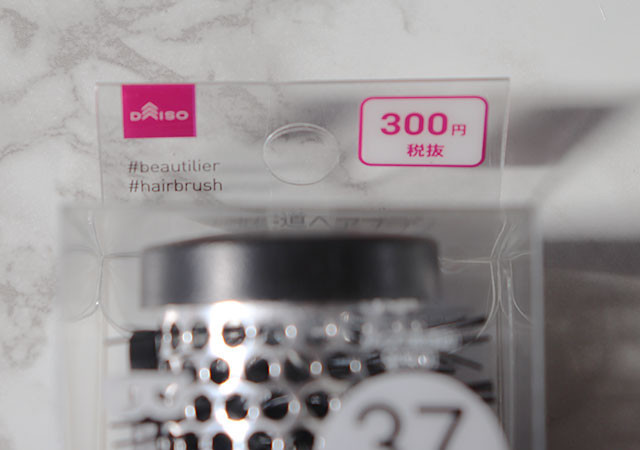 DAISO
300円
税抜
#beautilier
#hairbrush
37